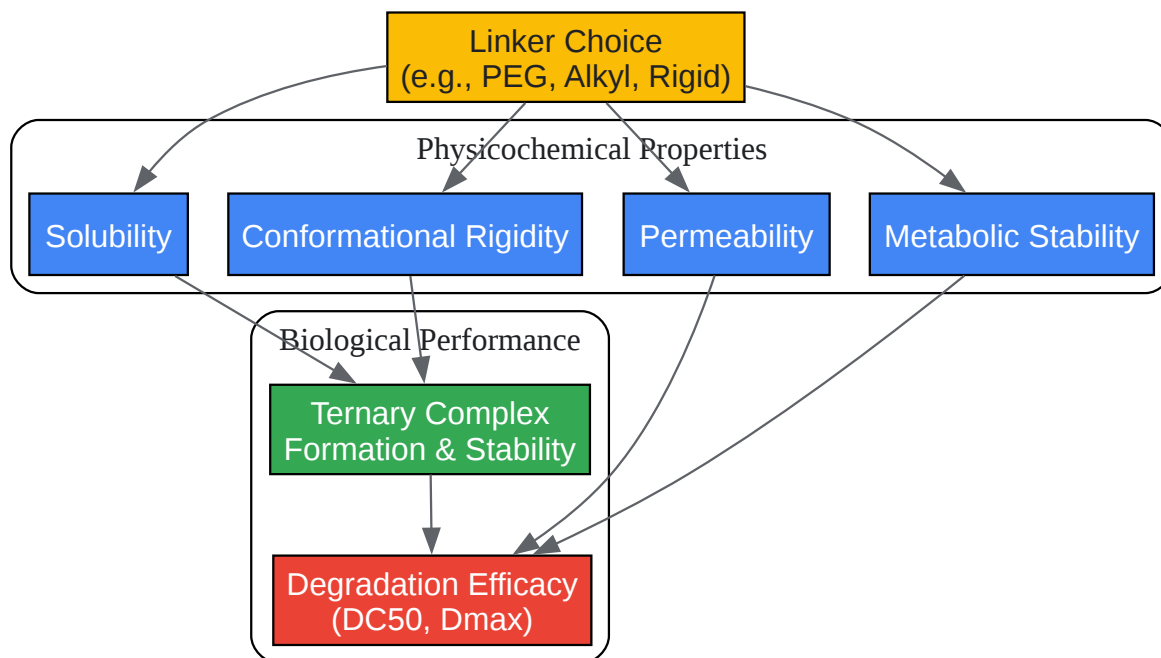 Linker Choice
(e.g., PEG, Alkyl, Rigid)
Physicochemical Properties
Solubility
Conformational Rigidity
Permeability
Metabolic Stability
Biological Performance
Ternary Complex
Formation & Stability
Degradation Efficacy
(DC50, Dmax)